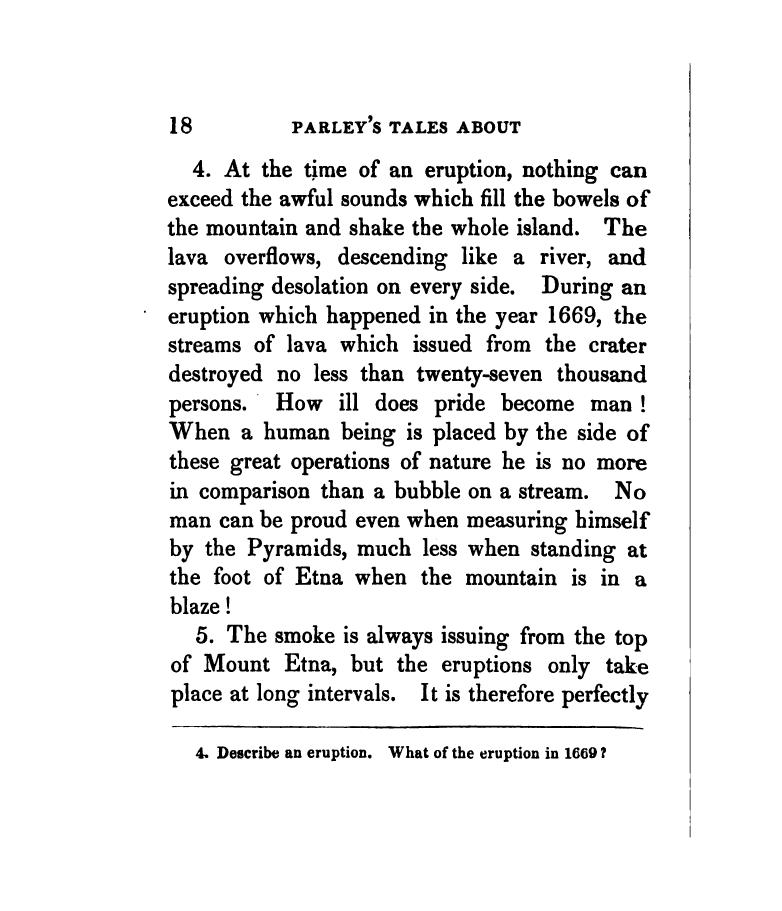 18 PARLEY'S TALES ABOUT
4. At the time of an eruption, nothing can
exceed the awful sounds which fill the bowels of
the mountain and shake the whole island. The
lava overflows, descending like a river, and
spreading desolation on every side. During an
eruption which happened in the year 1669, the
streams of lava which issued from the crater
destroyed no less than twenty-seven thousand
persons. How ill does pride become man !
When a human being is placed by the side of
these great operations of nature he is no more
in comparison than a bubble on a stream. No
man can be proud even when measuring himself
by the Pyramids, much less when standing at
the foot of Etna when the mountain is in a
blaze !
5. The smoke is always issuing from the top
of Mount Etna, but the eruptions only take
place at long intervals. It is therefore perfectly
4. Describe an eruption. What of the eruption in 1669 ?